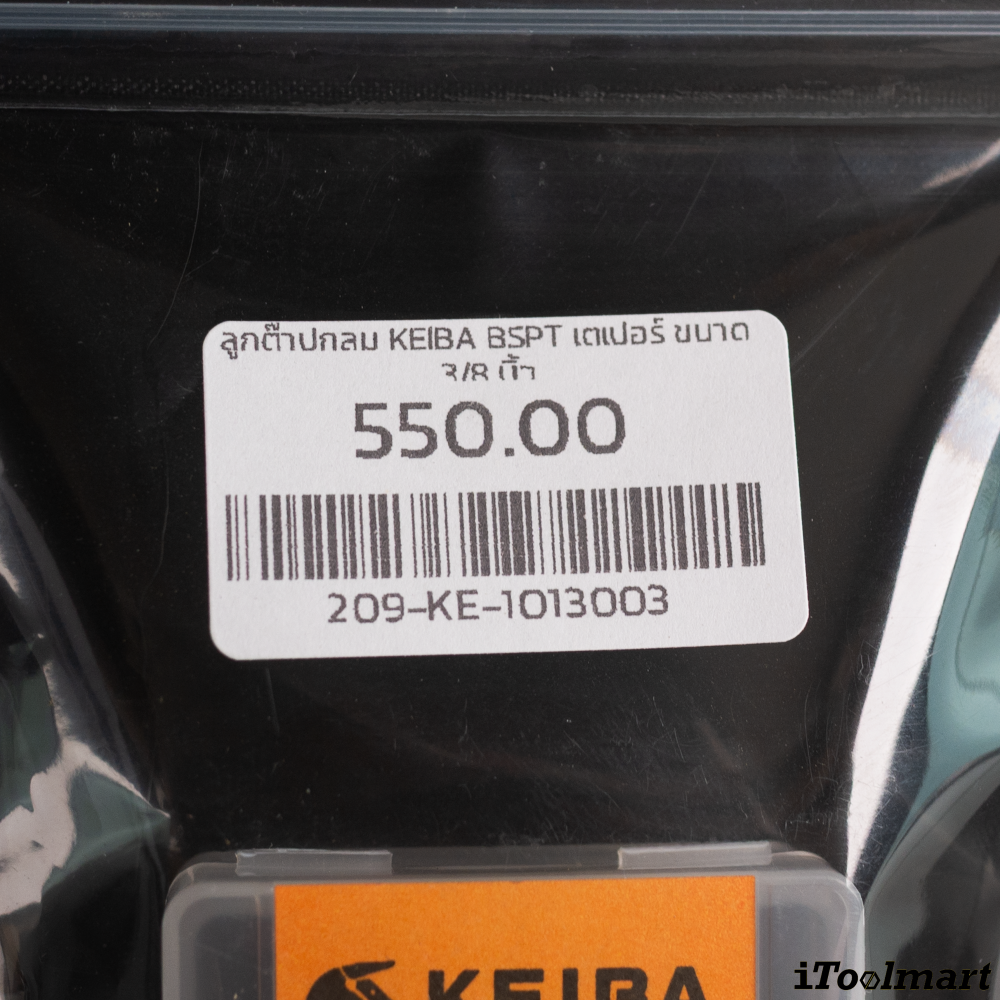 ลูกต๊าปกลม KEIBA BSPT เตเปอร์ ขนาด
3/8 นิ้ว
550.00
209-KE-1013003
KEIBA
iToolmart